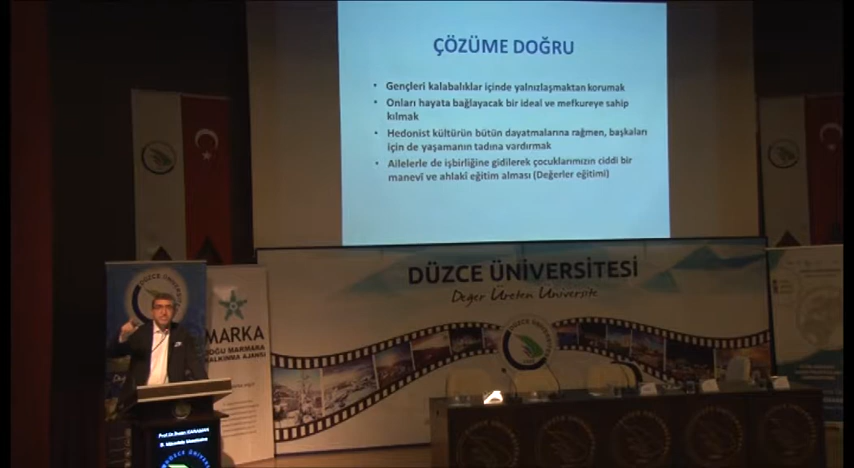 ÇÖZÜME DOĞRU
• Gençleri kalabalıklar içinde yalnızlaşmaktan korumak
• Onları hayata bağlayacak bir ideal ve mefkureye sahip
kılmak
• Hedonist kültürün bütün dayatmalarına rağmen, başkaları
için de yaşamanın tadına vardırmak
• Ailelerle de işbirliğine gidilerek çocuklarımızın ciddi bir
manevî ve ahlakî eğitim alması (Değerler eğitimi)
DÜZCE ÜNİVERSİTESİ
Değer Üreten Üniversite
MARKA
DOĞU MARMARA
KALKINMA AJANSI